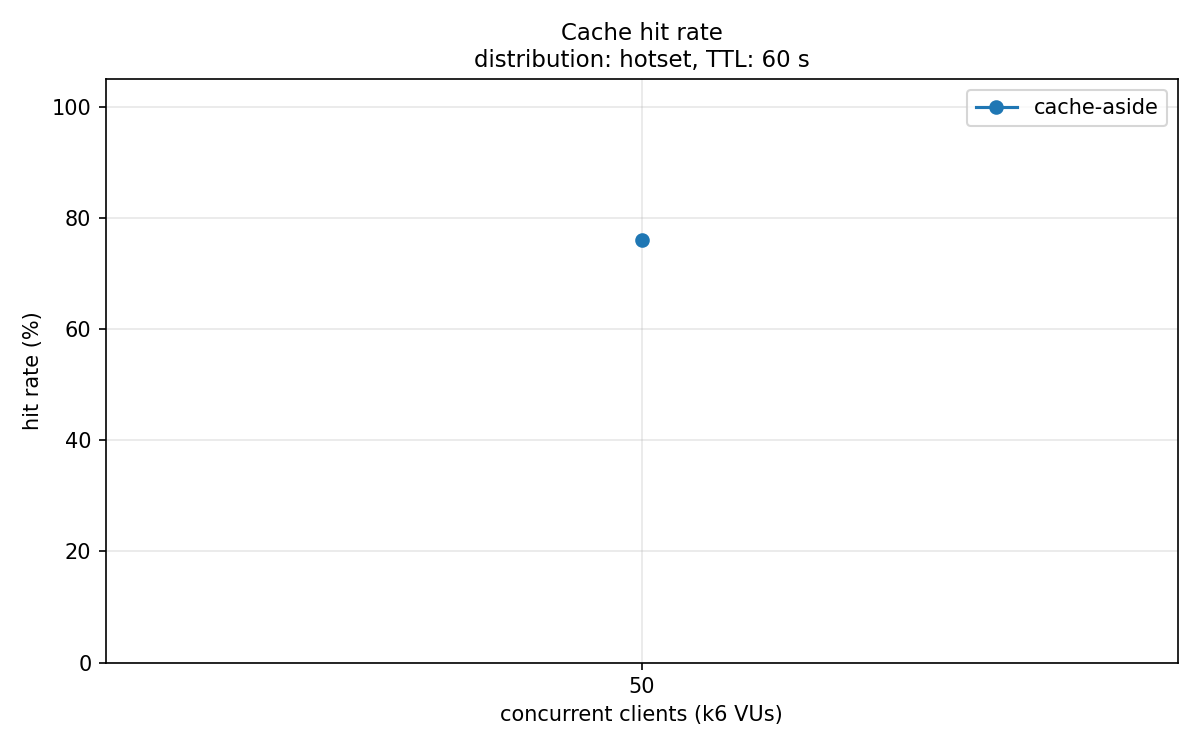 Cache hit rate
distribution: hotset, TTL: 60 s
cache-aside
hit rate (%)
100
80
60
40
20
0
50
concurrent clients (k6 VUs)